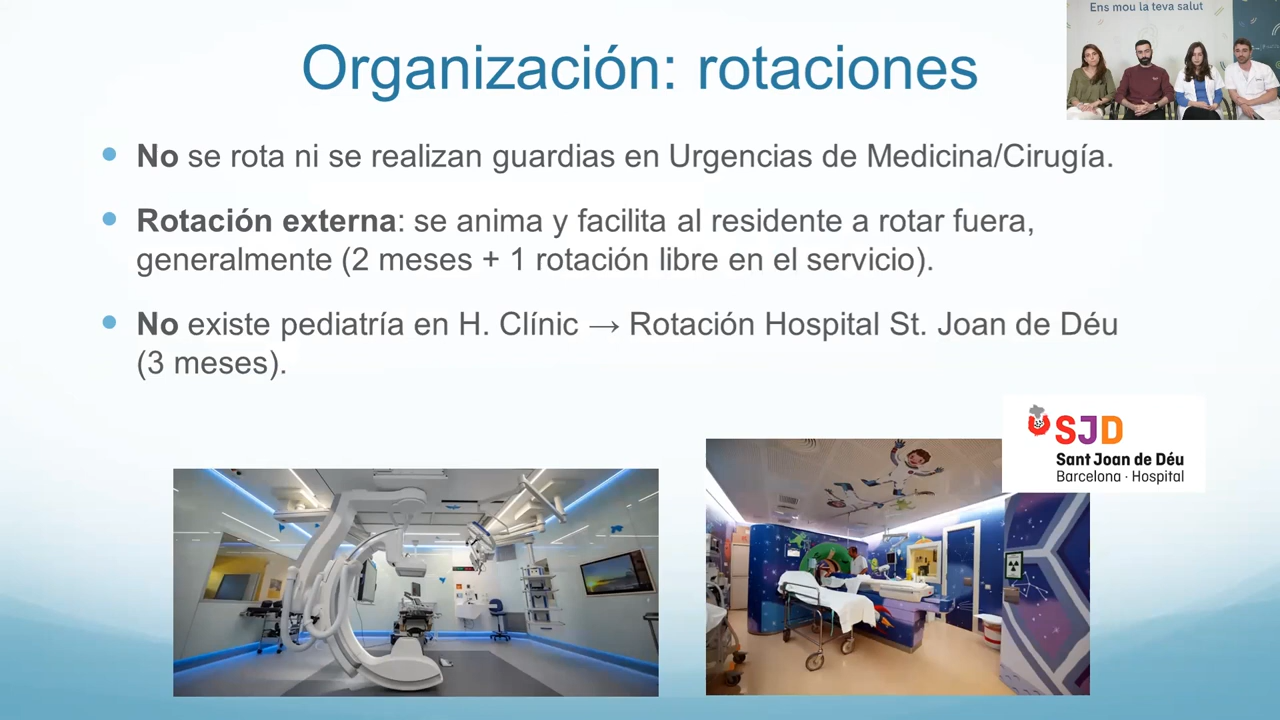 Ens mou la teva salut
Organización: rotaciones
No se rota ni se realizan guardias en Urgencias de Medicina/Cirugía.
Rotación externa: se anima y facilita al residente a rotar fuera,
generalmente (2 meses + 1 rotación libre en el servicio).
No existe pediatría en H. Clínic → Rotación Hospital St. Joan de Déu
(3 meses).
SJD
Sant Joan de Déu
Barcelona · Hospital